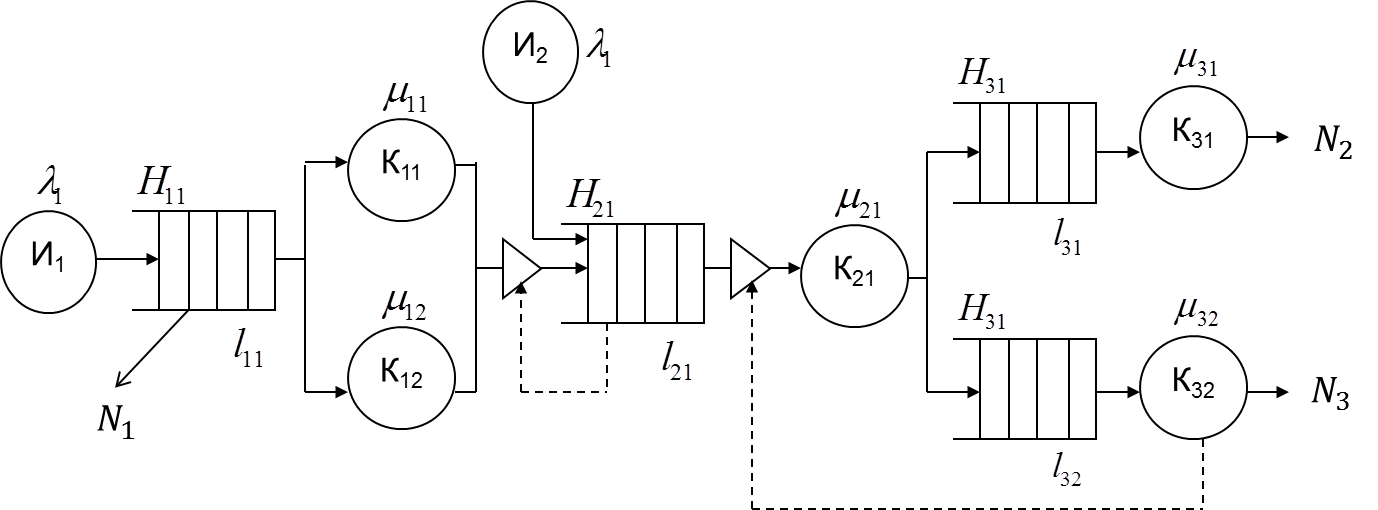 λ₁
И₁
H₁₁
l₁₁
N₁
μ₁₁
К₁₁
μ₁₂
К₁₂
И₂
λ₁
H₂₁
l₂₁
μ₂₁
К₂₁
H₃₁
l₃₁
μ₃₁
К₃₁
N₂
H₃₁
l₃₂
μ₃₂
К₃₂
N₃